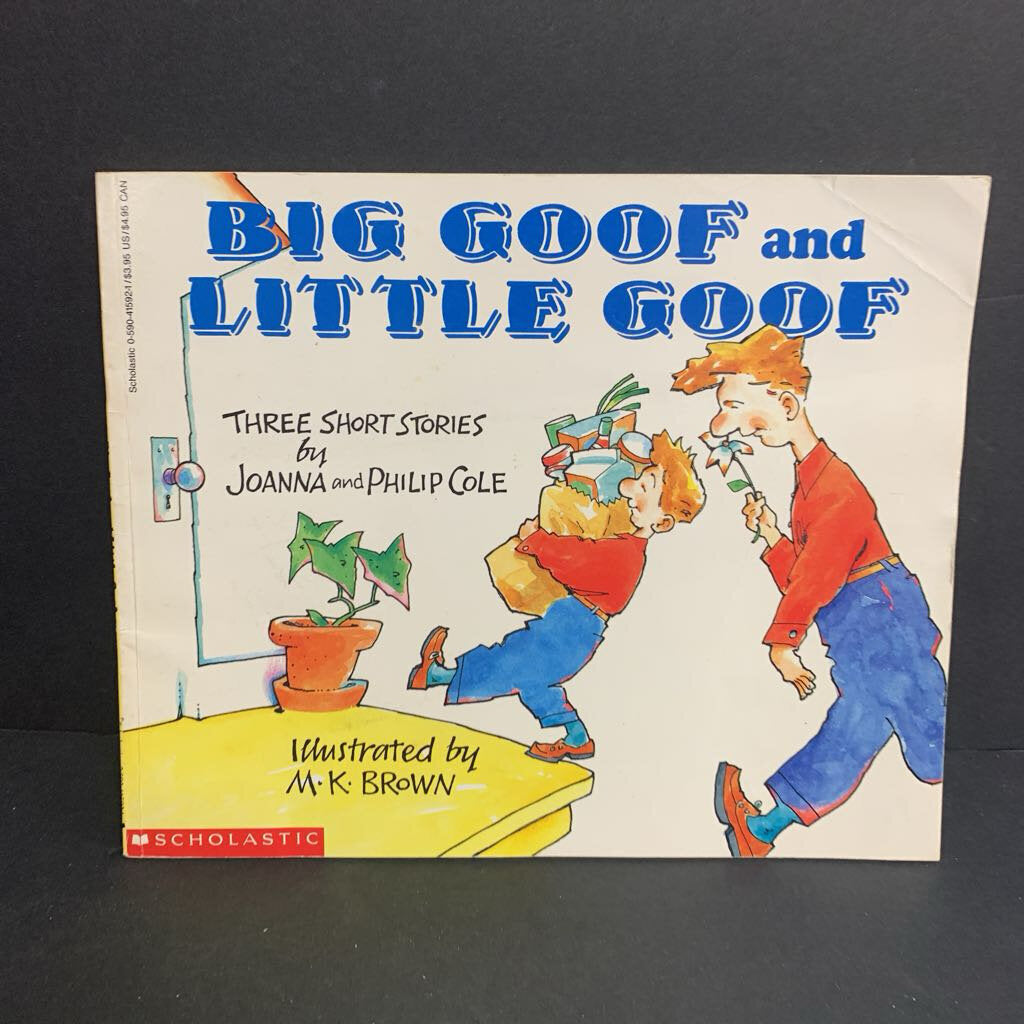 BIG GOOF and
LITTLE GOOF
THREE SHORT STORIES
by
JOANNA and PHILIP COLE
Illustrated by
M.K. BROWN
SCHOLASTIC
Scholastic 0-590-41592-1/$3.95 US/$4.95 CAN